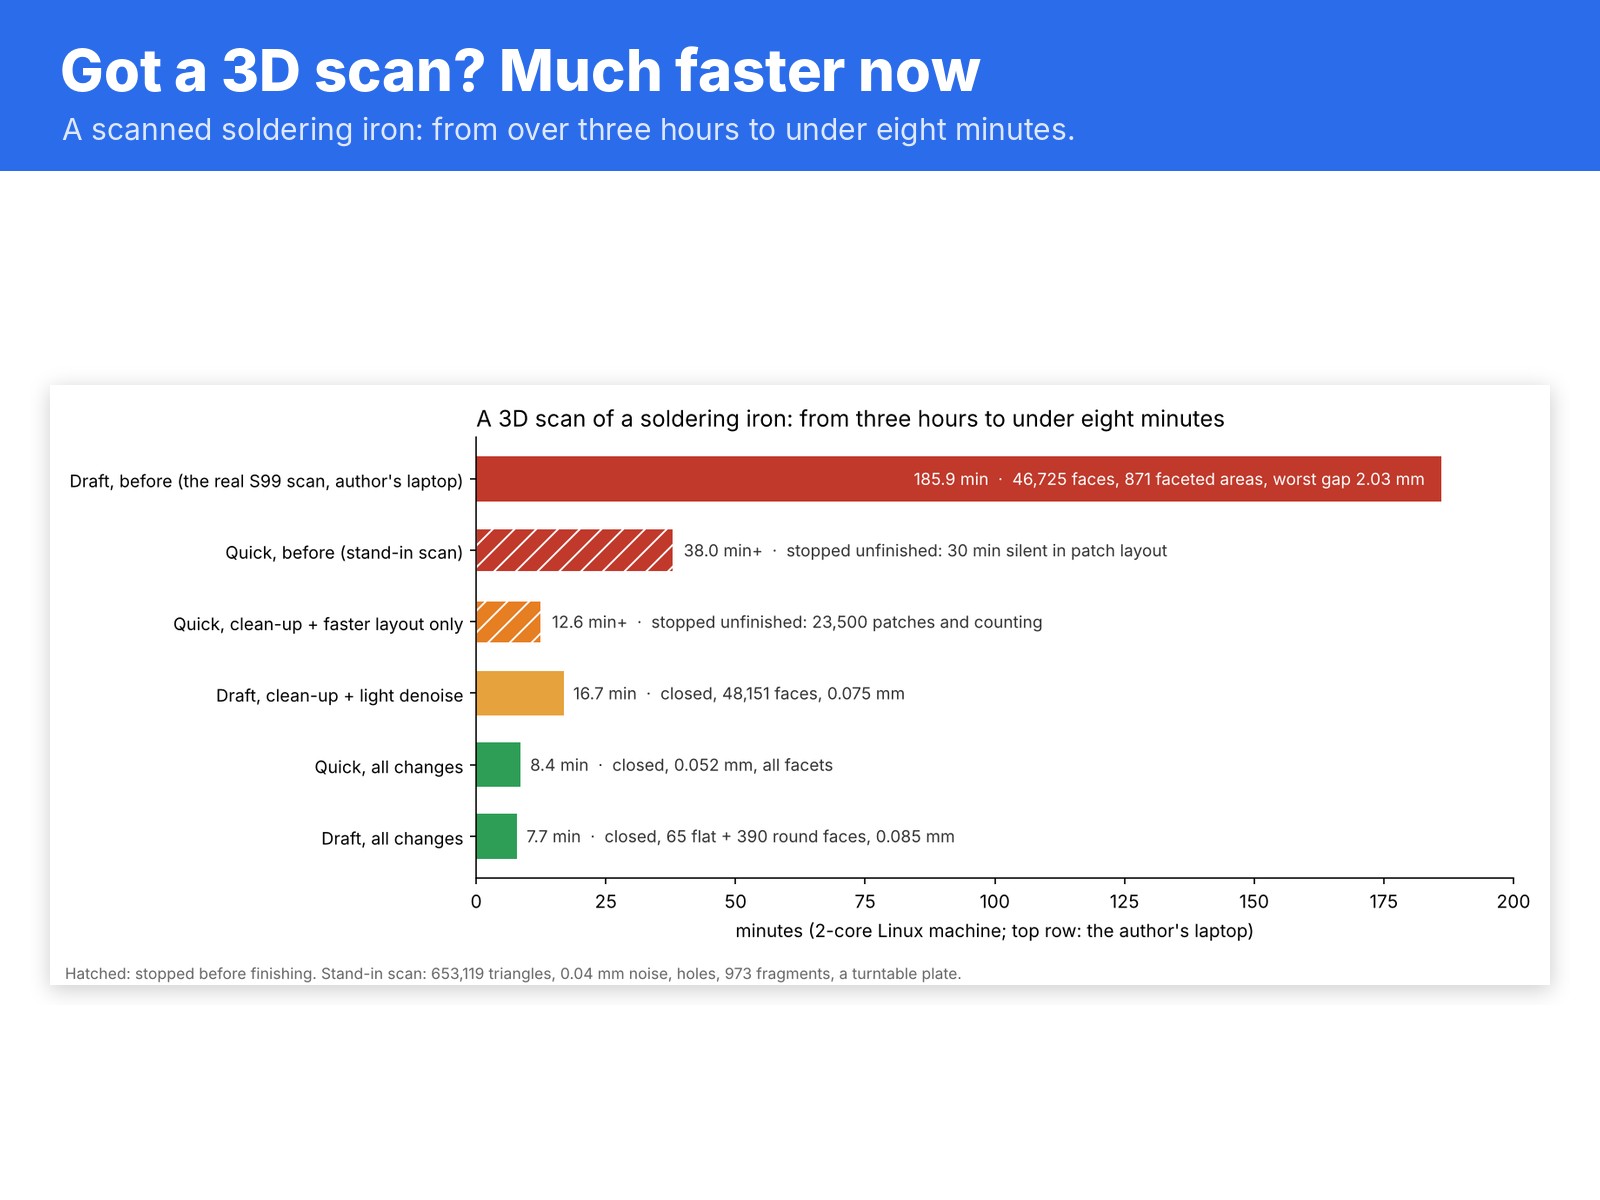 Got a 3D scan? Much faster now
A scanned soldering iron: from over three hours to under eight minutes.
A 3D scan of a soldering iron: from three hours to under eight minutes
Draft, before (the real S99 scan, author's laptop)
185.9 min · 46,725 faces, 871 faceted areas, worst gap 2.03 mm
Quick, before (stand-in scan)
38.0 min+ · stopped unfinished: 30 min silent in patch layout
Quick, clean-up + faster layout only
12.6 min+ · stopped unfinished: 23,500 patches and counting
Draft, clean-up + light denoise
16.7 min · closed, 48,151 faces, 0.075 mm
Quick, all changes
8.4 min · closed, 0.052 mm, all facets
Draft, all changes
7.7 min · closed, 65 flat + 390 round faces, 0.085 mm
0 25 50 75 100 125 150 175 200
minutes (2-core Linux machine; top row: the author's laptop)
Hatched: stopped before finishing. Stand-in scan: 653,119 triangles, 0.04 mm noise, holes, 973 fragments, a turntable plate.